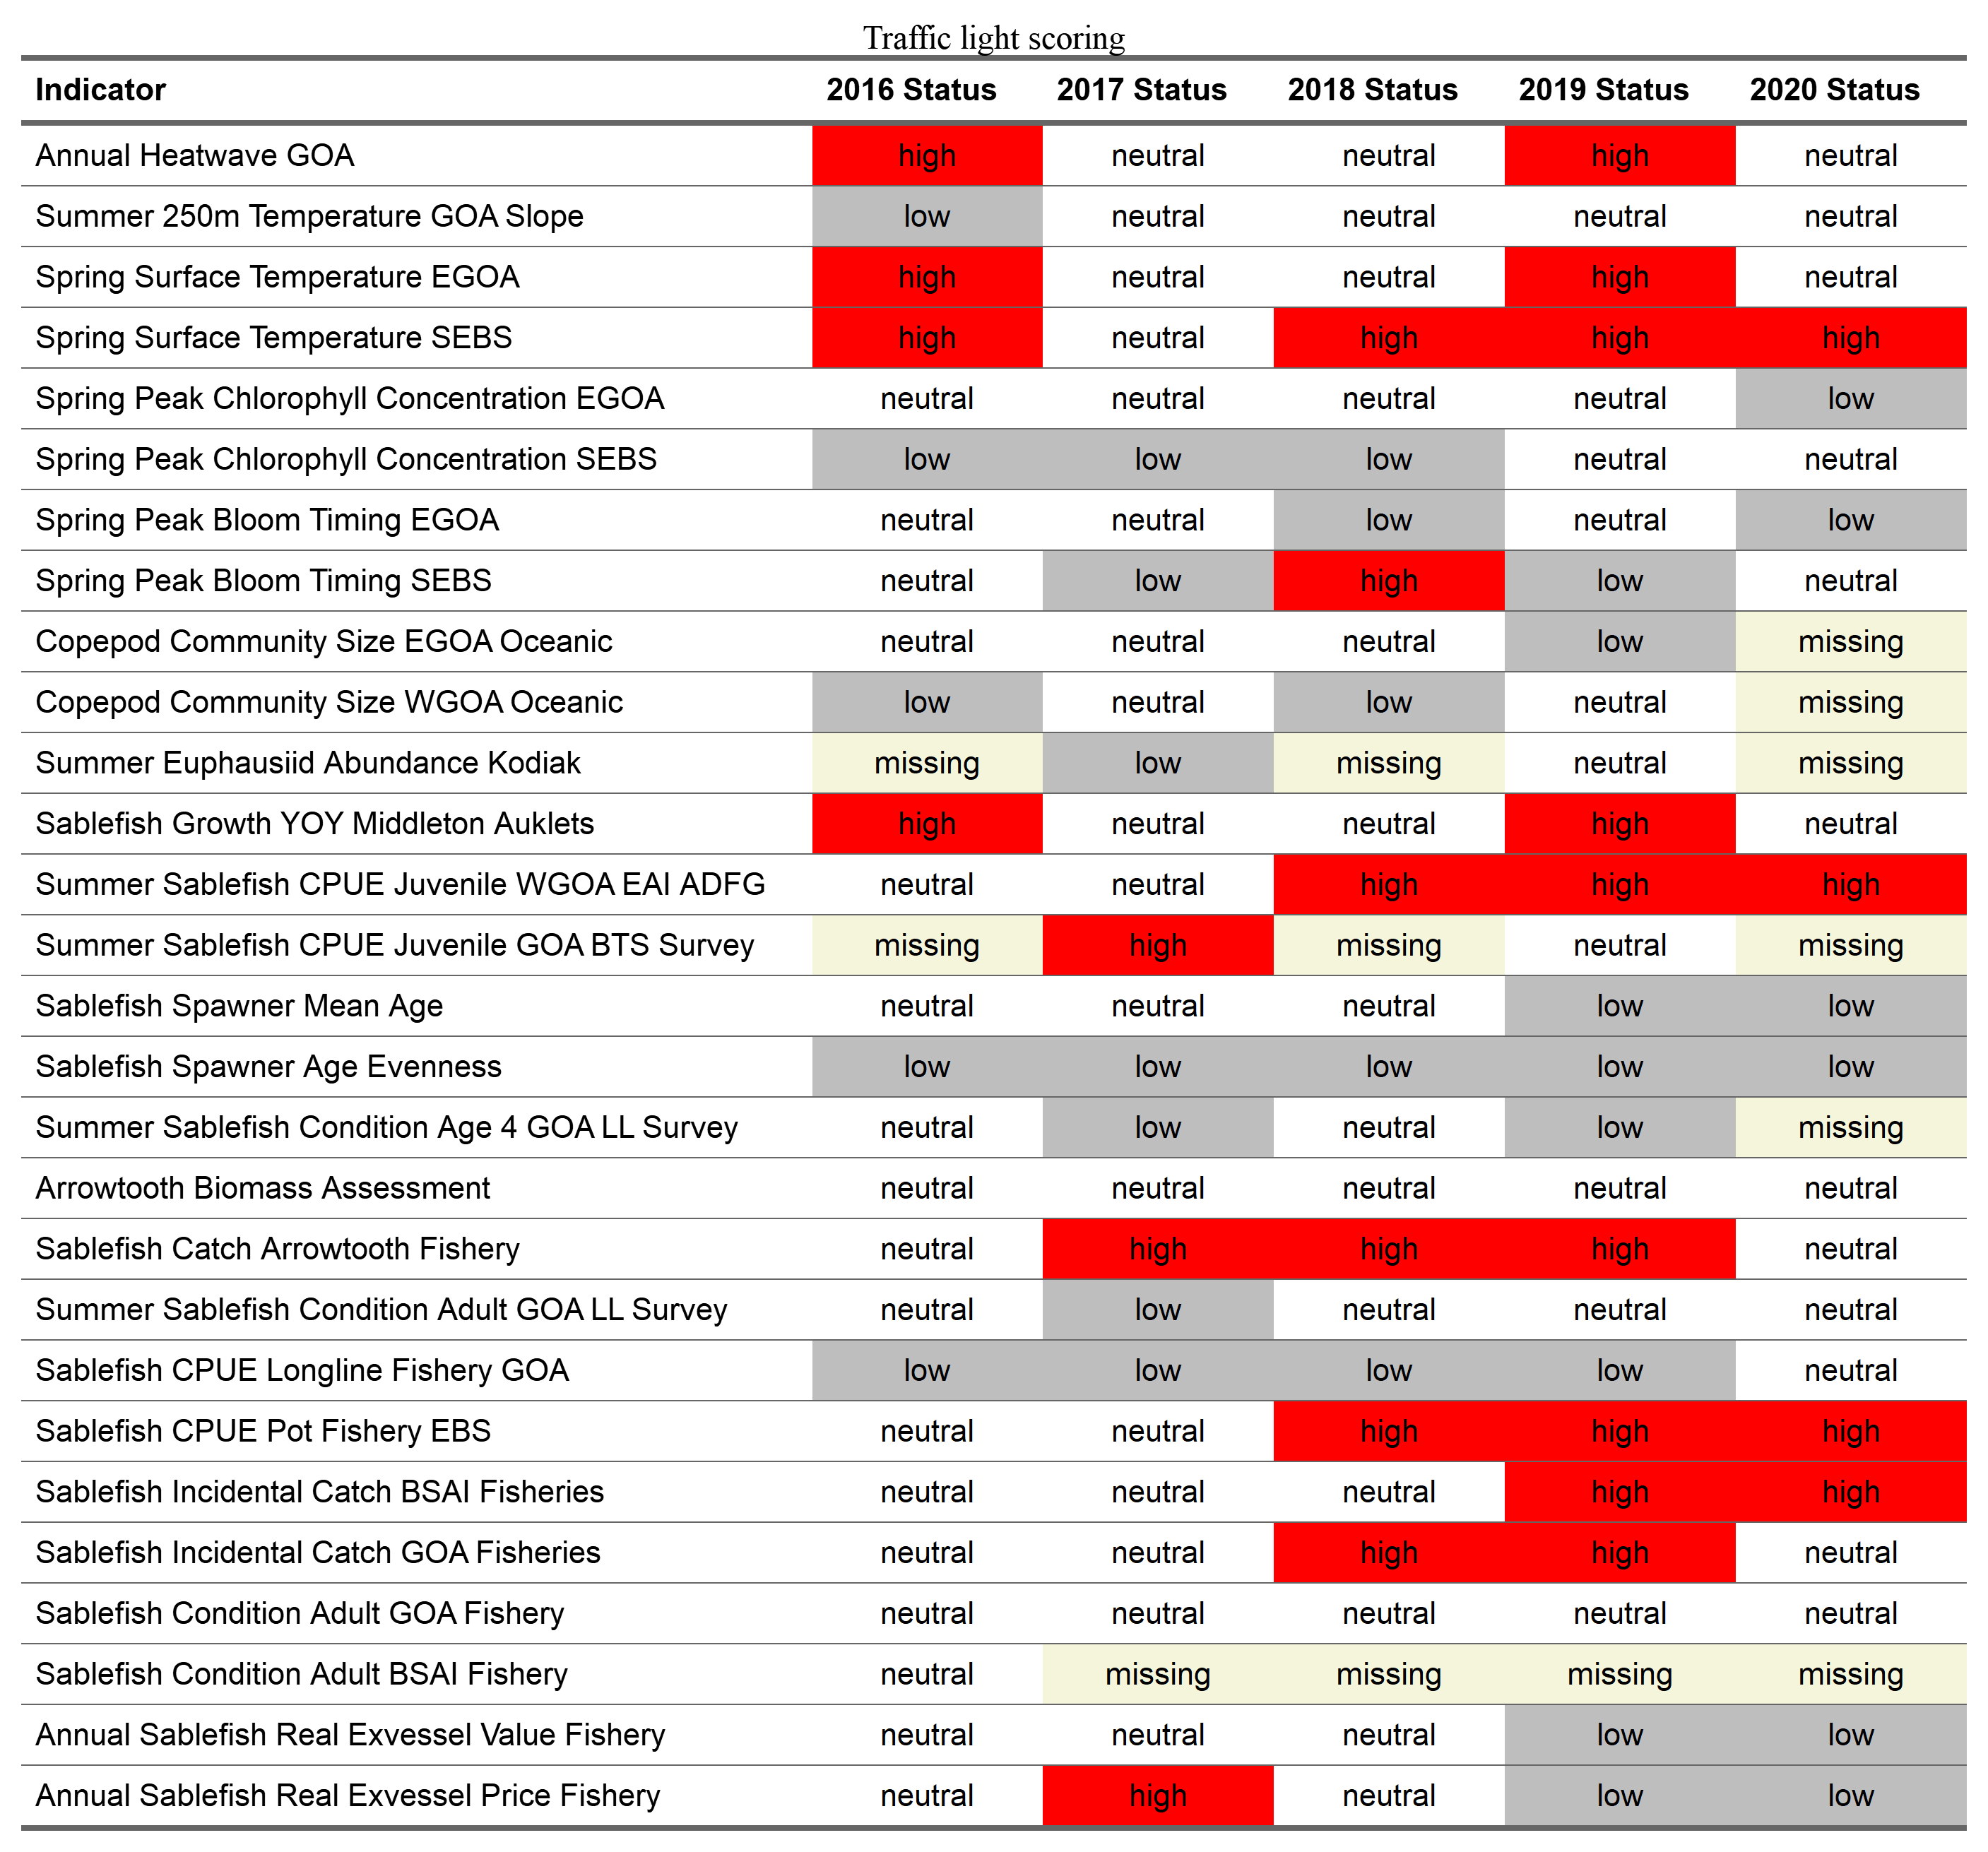 Traffic light scoring
Indicator 2016 Status 2017 Status 2018 Status 2019 Status 2020 Status
Annual Heatwave GOA high neutral neutral high neutral
Summer 250m Temperature GOA Slope low neutral neutral neutral neutral
Spring Surface Temperature EGOA high neutral neutral high neutral
Spring Surface Temperature SEBS high neutral high high high
Spring Peak Chlorophyll Concentration EGOA neutral neutral neutral neutral low
Spring Peak Chlorophyll Concentration SEBS low low low neutral neutral
Spring Peak Bloom Timing EGOA neutral neutral low neutral low
Spring Peak Bloom Timing SEBS neutral low high low neutral
Copepod Community Size EGOA Oceanic neutral neutral neutral low missing
Copepod Community Size WGOA Oceanic low neutral low neutral missing
Summer Euphausiid Abundance Kodiak missing low missing neutral missing
Sablefish Growth YOY Middleton Auklets high neutral neutral high neutral
Summer Sablefish CPUE Juvenile WGOA EAI ADFG neutral neutral high high high
Summer Sablefish CPUE Juvenile GOA BTS Survey missing high missing neutral missing
Sablefish Spawner Mean Age neutral neutral neutral low low
Sablefish Spawner Age Evenness low low low low low
Summer Sablefish Condition Age 4 GOA LL Survey neutral low neutral low missing
Arrowtooth Biomass Assessment neutral neutral neutral neutral neutral
Sablefish Catch Arrowtooth Fishery neutral high high high neutral
Summer Sablefish Condition Adult GOA LL Survey neutral low neutral neutral neutral
Sablefish CPUE Longline Fishery GOA low low low low neutral
Sablefish CPUE Pot Fishery EBS neutral neutral high high high
Sablefish Incidental Catch BSAI Fisheries neutral neutral neutral high high
Sablefish Incidental Catch GOA Fisheries neutral neutral high high neutral
Sablefish Condition Adult GOA Fishery neutral neutral neutral neutral neutral
Sablefish Condition Adult BSAI Fishery neutral missing missing missing missing
Annual Sablefish Real Exvessel Value Fishery neutral neutral neutral low low
Annual Sablefish Real Exvessel Price Fishery neutral high neutral low low